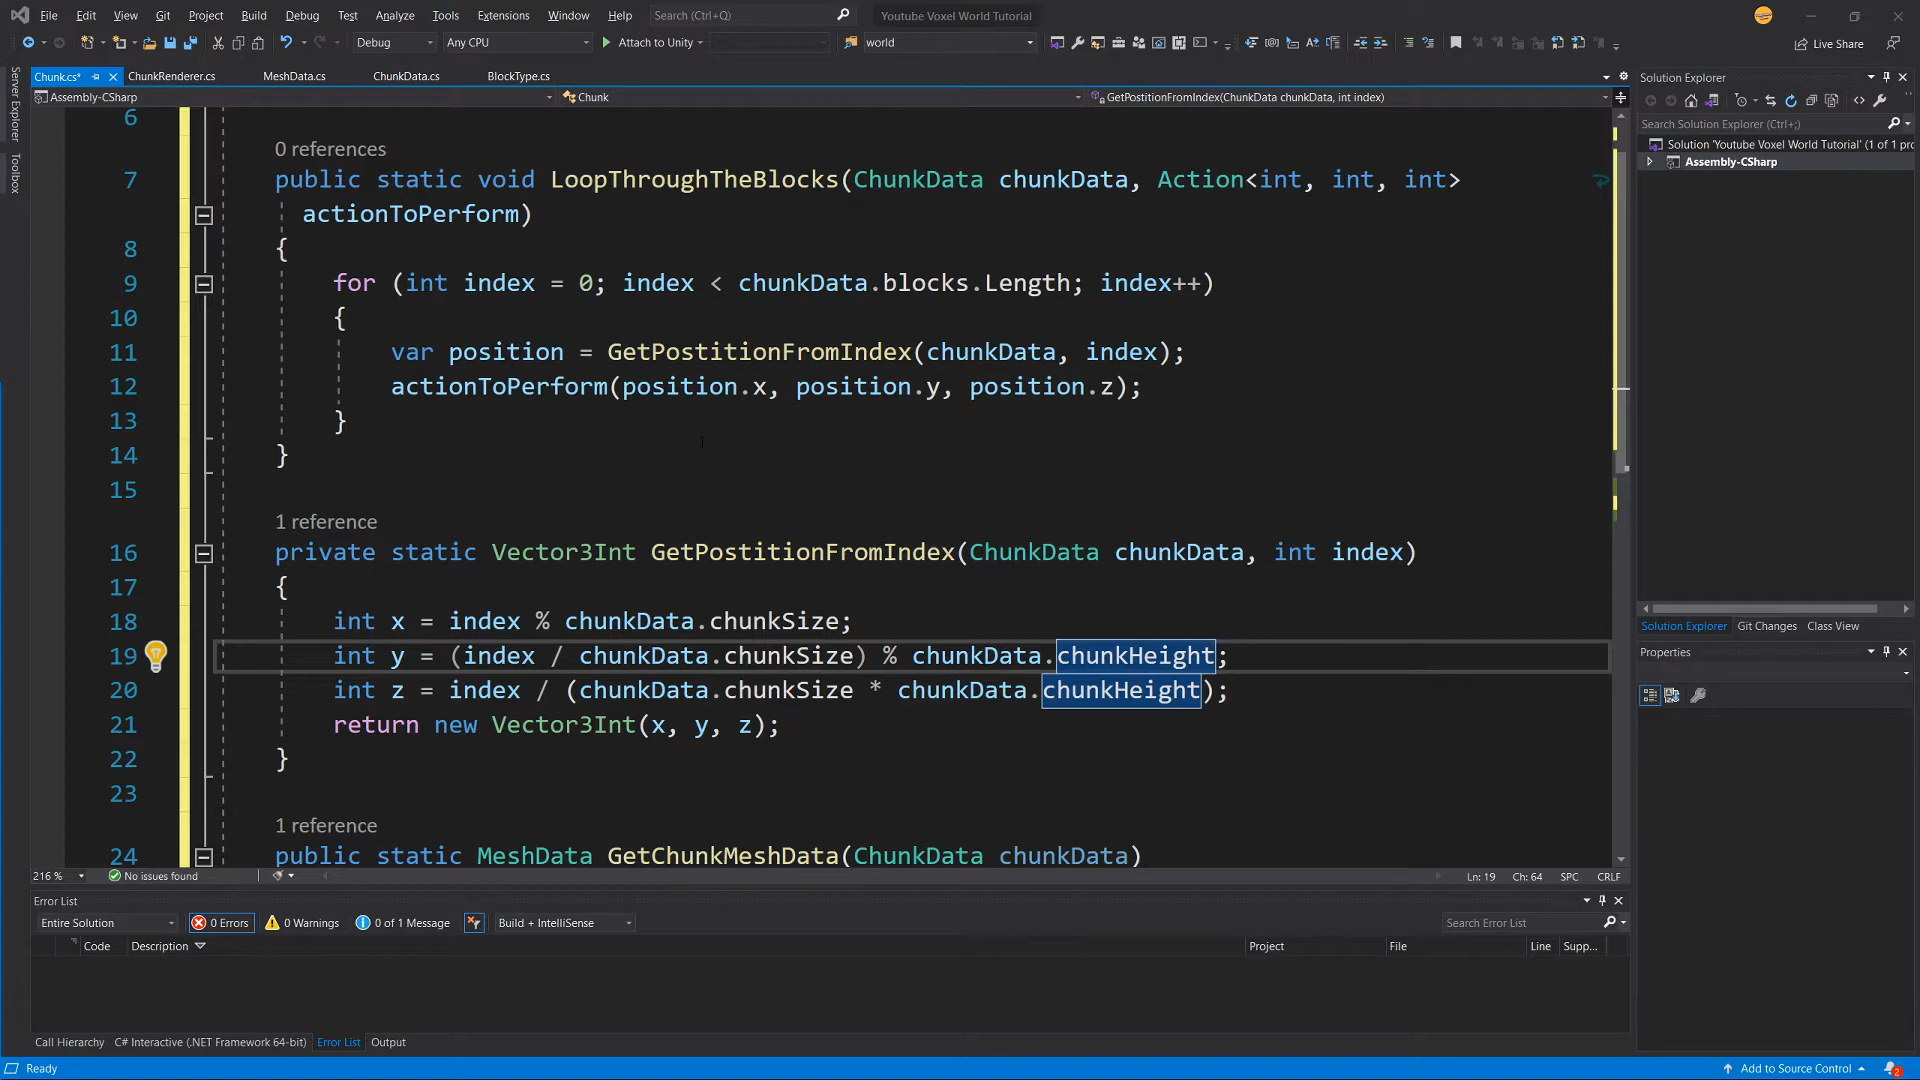 File Edit View Git Project Build Debug Test Analyze Tools Extensions Window Help Search (Ctrl+Q) Youtube Voxel World Tutorial
Debug Any CPU Attach to Unity world Live Share
Server Explorer
Toolbox
Chunk.cs* ChunkRenderer.cs MeshData.cs ChunkData.cs BlockType.cs
Assembly-CSharp Chunk GetPostitionFromIndex(ChunkData chunkData, int index)
6
0 references
7 public static void LoopThroughTheBlocks(ChunkData chunkData, Action<int, int, int>
actionToPerform)
8 {
9 for (int index = 0; index < chunkData.blocks.Length; index++)
10 {
11 var position = GetPostitionFromIndex(chunkData, index);
12 actionToPerform(position.x, position.y, position.z);
13 }
14 }
15
1 reference
16 private static Vector3Int GetPostitionFromIndex(ChunkData chunkData, int index)
17 {
18 int x = index % chunkData.chunkSize;
19 int y = (index / chunkData.chunkSize) % chunkData.chunkHeight;
20 int z = index / (chunkData.chunkSize * chunkData.chunkHeight);
21 return new Vector3Int(x, y, z);
22 }
23
1 reference
24 public static MeshData GetChunkMeshData(ChunkData chunkData)
216 % No issues found Ln: 19 Ch: 64 SPC CRLF
Error List
Entire Solution 0 Errors 0 Warnings 0 of 1 Message Build + IntelliSense Search Error List
Code Description Project File Line Supp...
Call Hierarchy C# Interactive (.NET Framework 64-bit) Error List Output
Ready Add to Source Control 2
Solution Explorer
Search Solution Explorer (Ctrl+;)
Solution 'Youtube Voxel World Tutorial' (1 of 1 pro
Assembly-CSharp
Solution Explorer Git Changes Class View
Properties